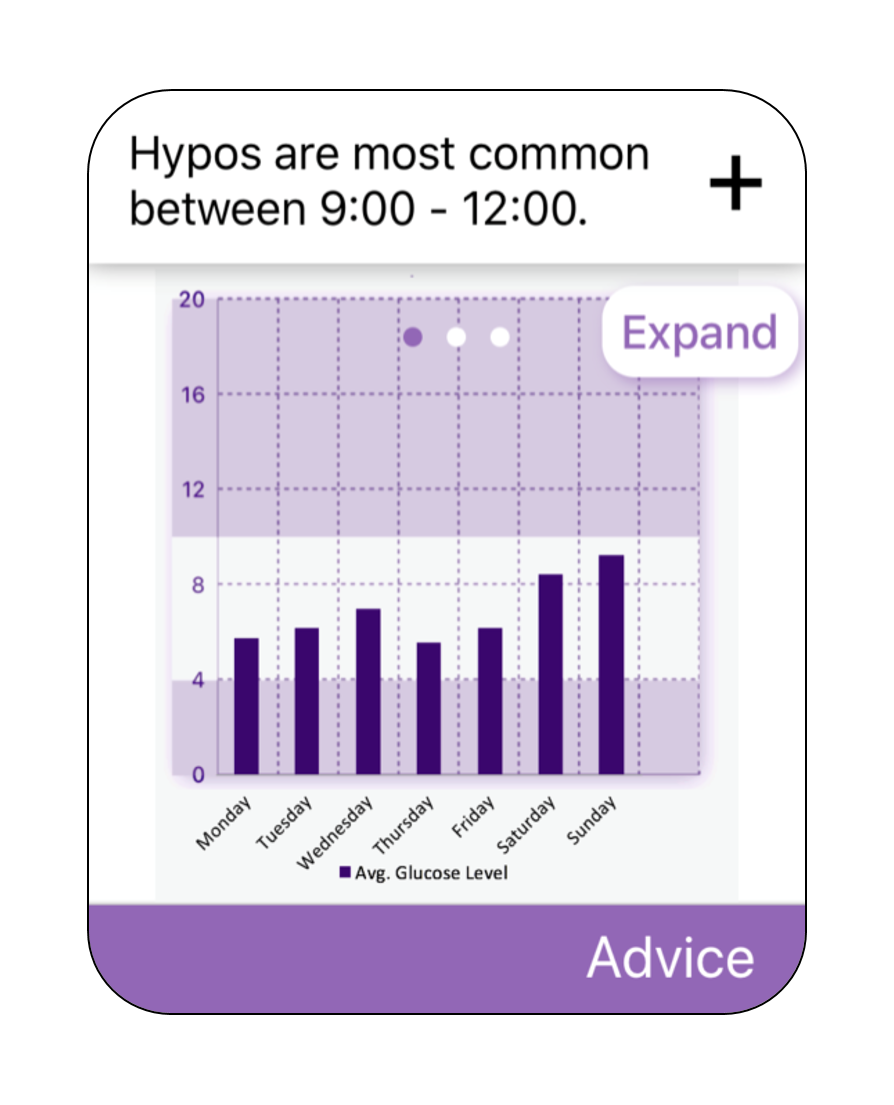 Hypos are most common
between 9:00 - 12:00.
+
Expand
20
16
12
8
4
0
Monday
Tuesday
Wednesday
Thursday
Friday
Saturday
Sunday
Avg. Glucose Level
Advice